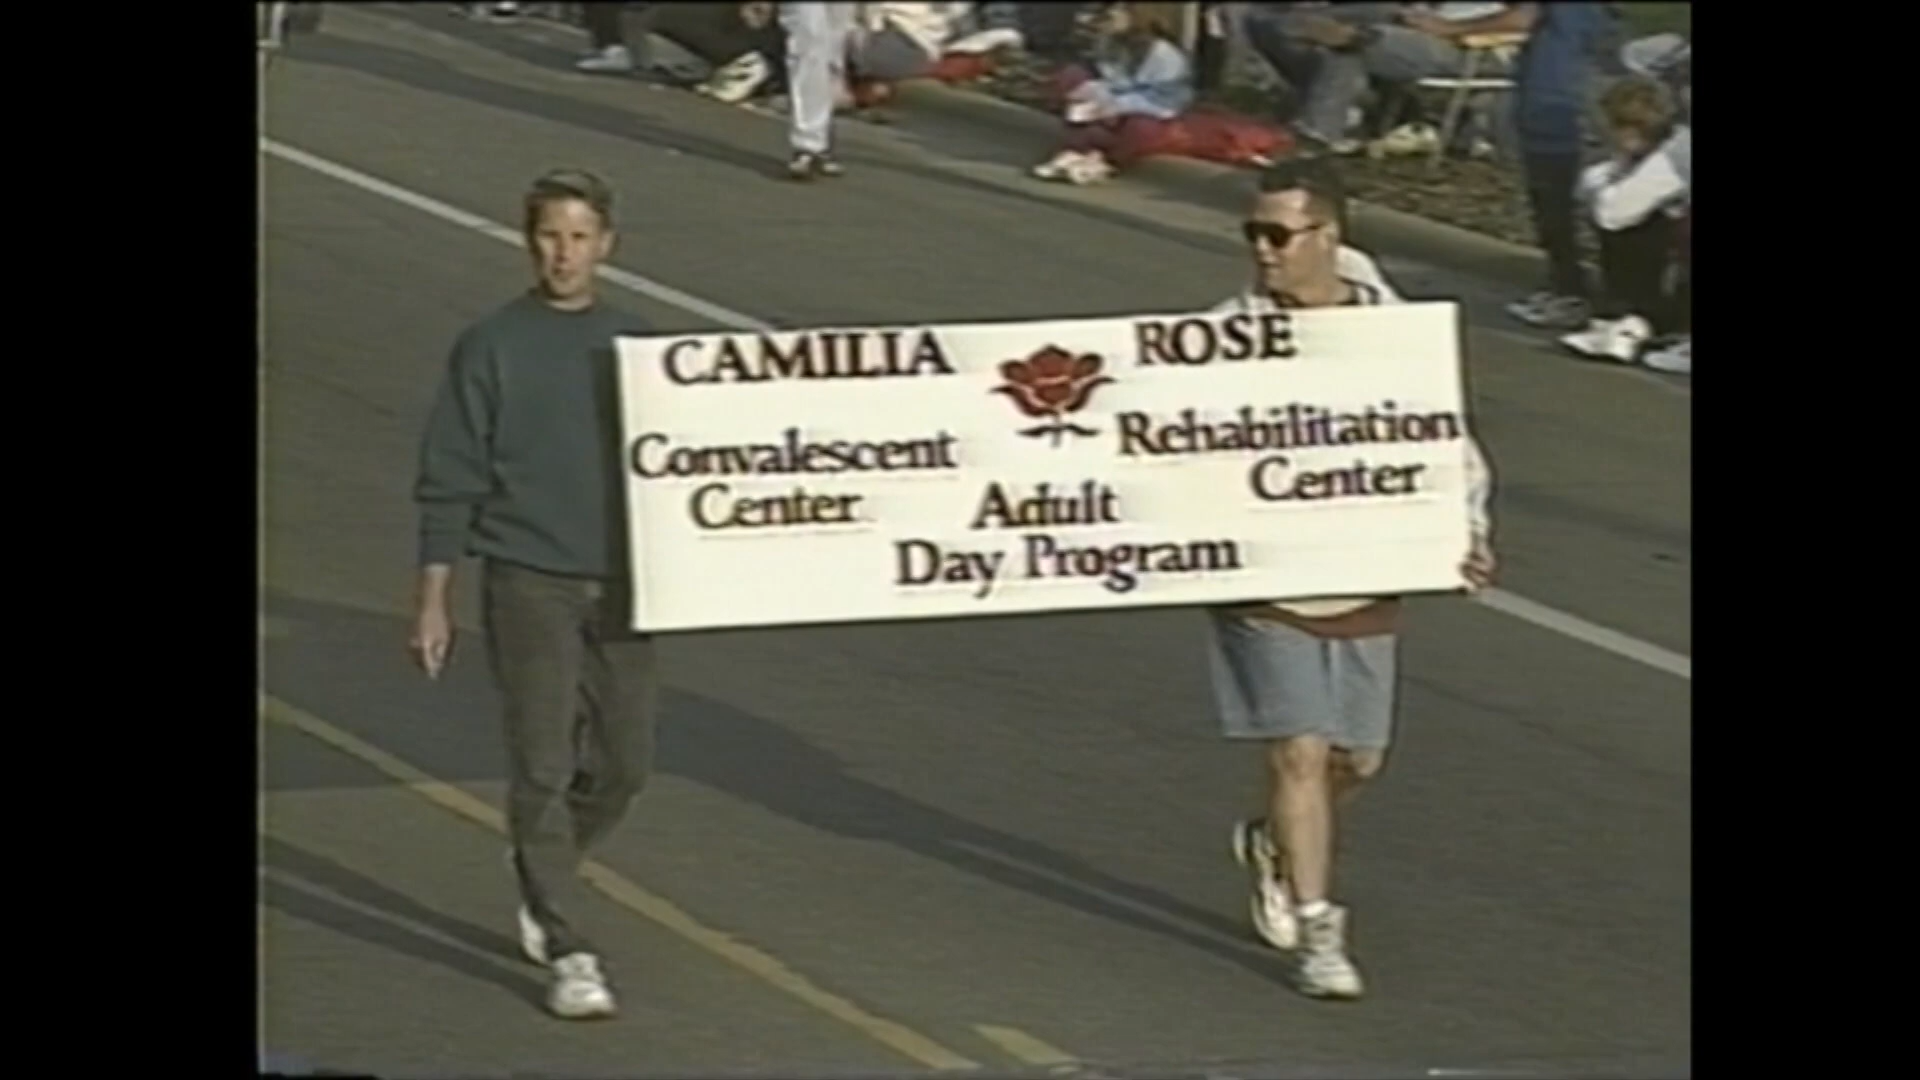 CAMILIA ROSE
Convalescent Rehabilitation
Center Adult Center
Day Program